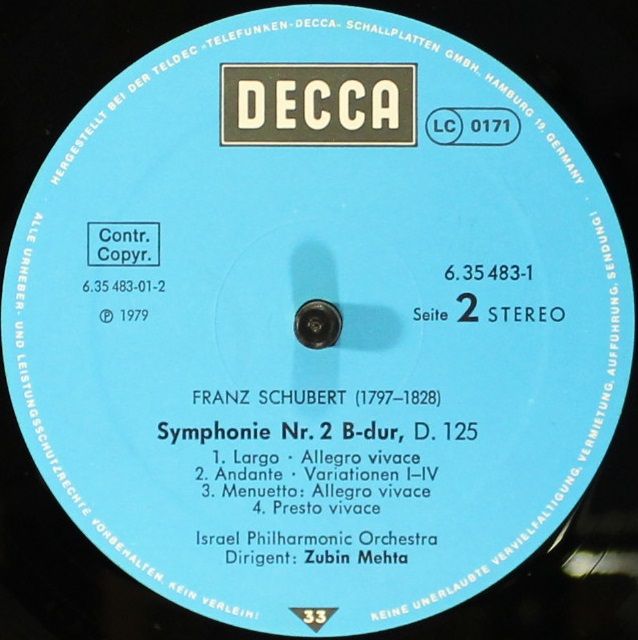 HERGESTELLT BEI DER TELDEC »TELEFUNKEN-DECCA« SCHALLPLATTEN GMBH, HAMBURG 19, GERMANY ·
DECCA
LC 0171
Contr.
Copyr.
6.35 483-01-2
℗ 1979
6.35 483-1
Seite 2 STEREO
FRANZ SCHUBERT (1797–1828)
Symphonie Nr. 2 B-dur, D. 125
1. Largo · Allegro vivace
2. Andante · Variationen I–IV
3. Menuetto: Allegro vivace
4. Presto vivace
Israel Philharmonic Orchestra
Dirigent: Zubin Mehta
33
ALLE URHEBER- UND LEISTUNGSSCHUTZRECHTE VORBEHALTEN. KEIN VERLEIH! KEINE UNERLAUBTE VERVIELFÄLTIGUNG, VERMIETUNG, AUFFÜHRUNG, SENDUNG!